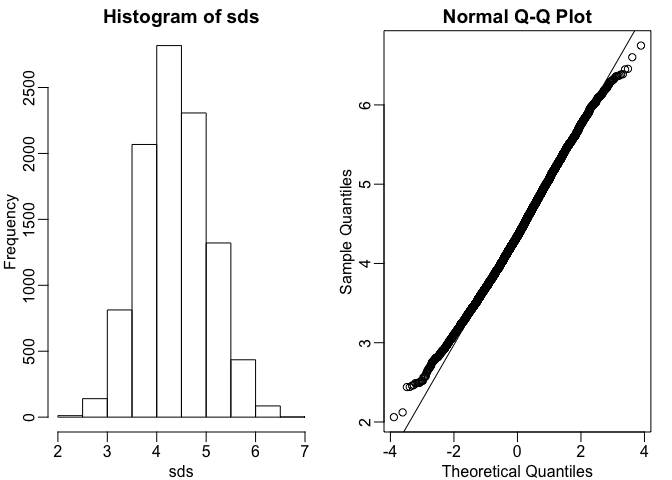 Histogram of sds
Frequency
0 500 1000 1500 2000 2500
2 3 4 5 6 7
sds
Normal Q-Q Plot
Sample Quantiles
2 3 4 5 6
-4 -2 0 2 4
Theoretical Quantiles